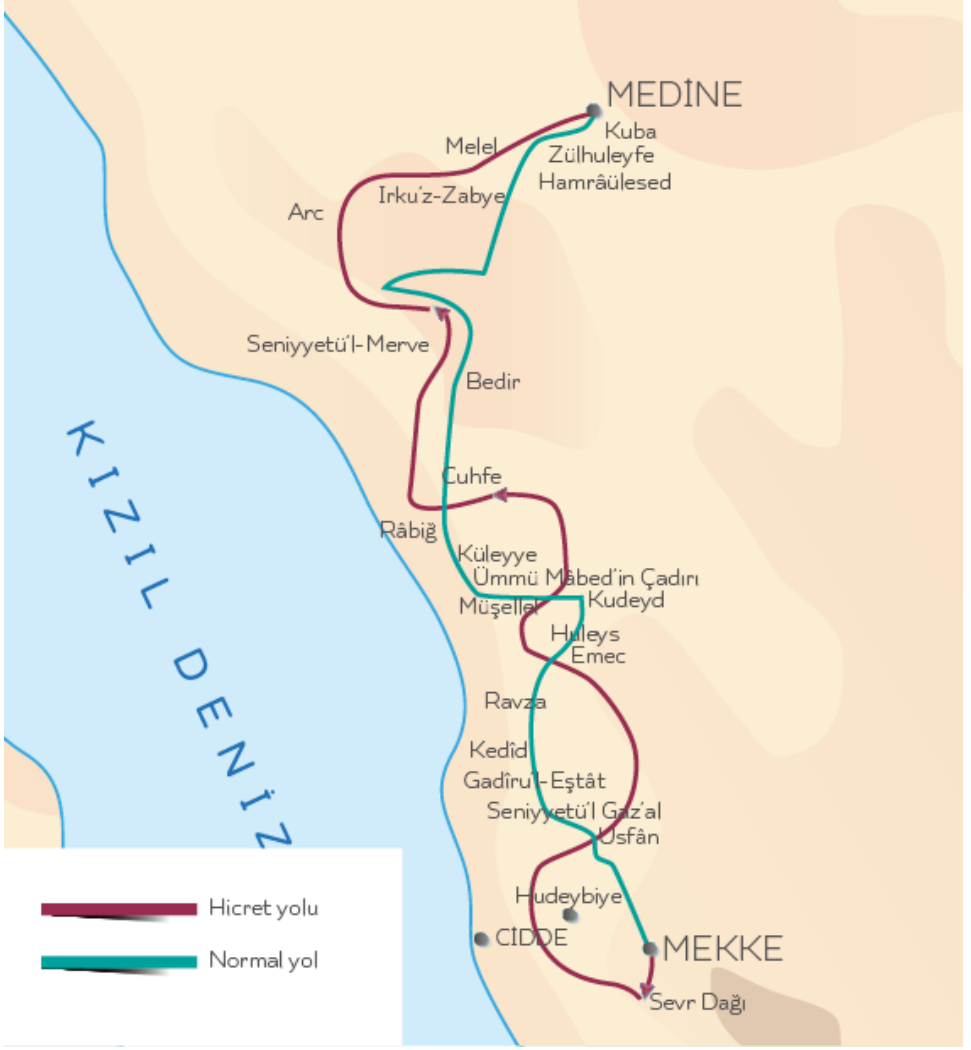 MEDİNE
Kuba
Melel
Zülhuleyfe
Hamrâülesed
Irku'z-Zabye
Arc
Seniyyetü'l-Merve
Bedir
KIZIL DENİZ
Cuhfe
Râbiğ
Küleyye
Ümmü Mâbed'in Çadırı
Müşellel
Kudeyd
Huleys
Emec
Ravza
Kedîd
Gadîru'l-Eştât
Seniyyetü'l Gaz'al
Usfân
Hudeybiye
CİDDE
MEKKE
Sevr Dağı
Hicret yolu
Normal yol